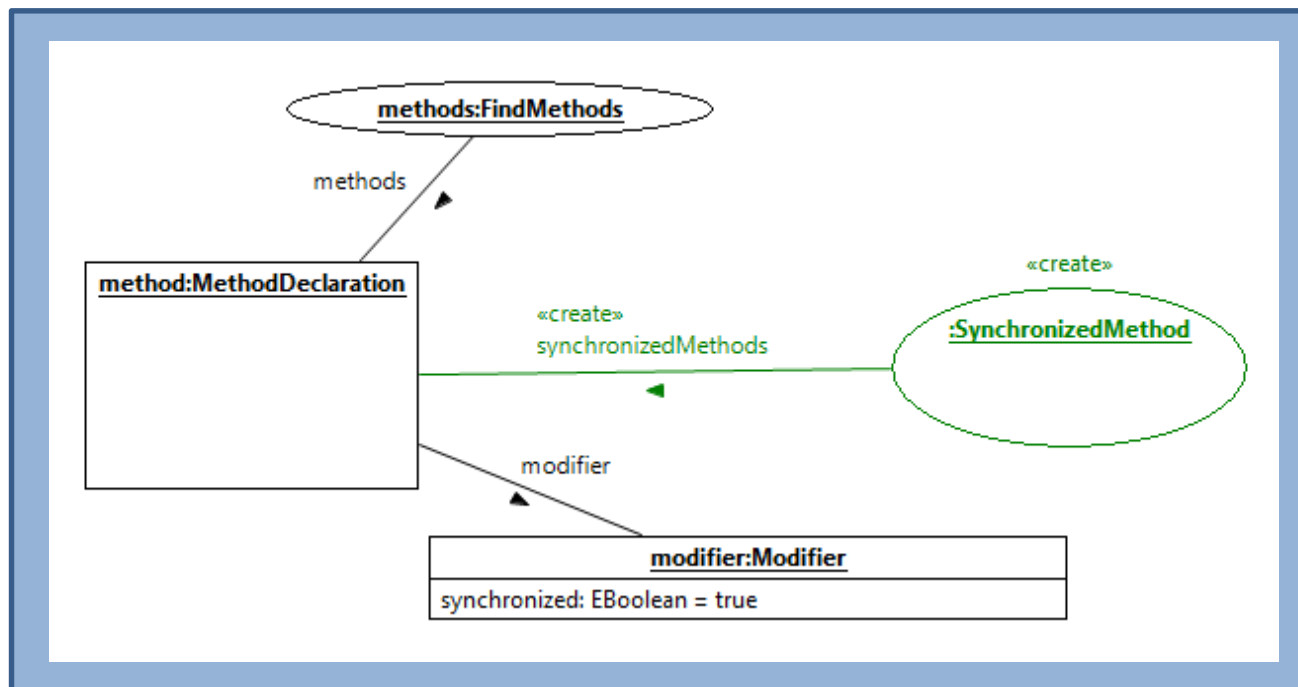 methods:FindMethods
methods
method:MethodDeclaration
«create»
:SynchronizedMethod
«create»
synchronizedMethods
modifier
modifier:Modifier
synchronized: EBoolean = true